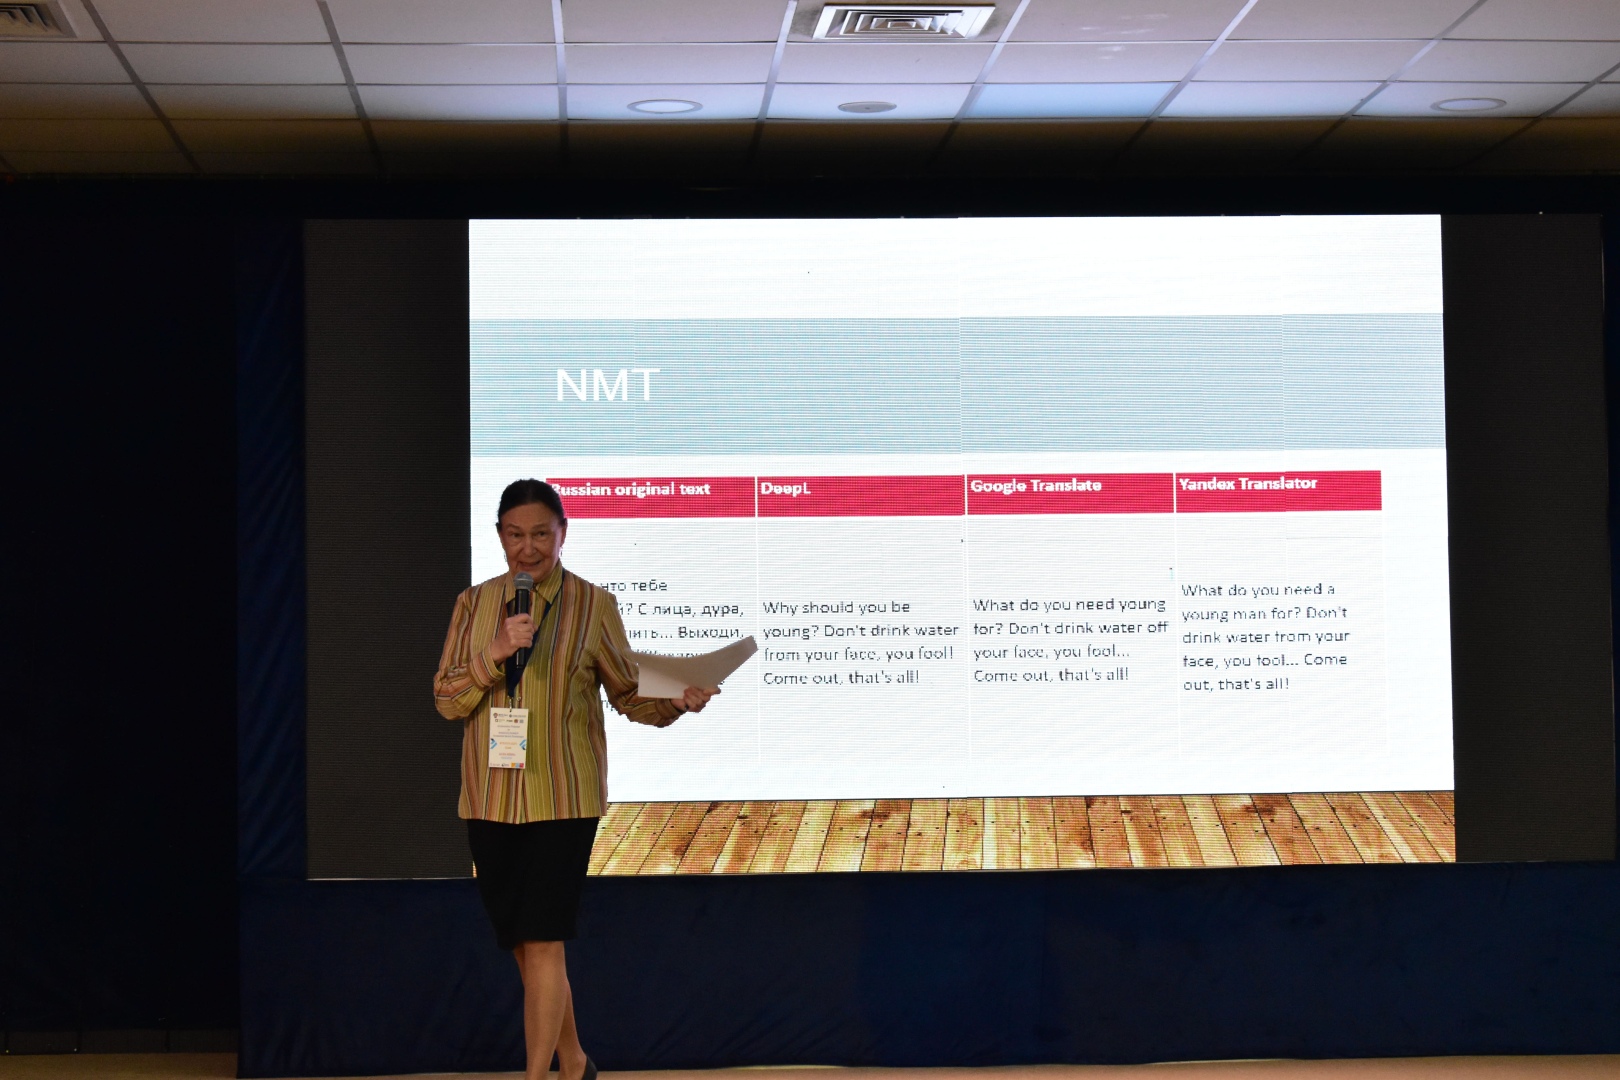 NMT
Russian original text
DeepL
Google Translate
Yandex Translator
что тебе
С лица, дура,
Выходи,
Why should you be
young? Don't drink water
from your face, you fool!
Come out, that's all!
What do you need young
for? Don't drink water off
your face, you fool...
Come out, that's all!
What do you need a
young man for? Don't
drink water from your
face, you fool... Come
out, that's all!